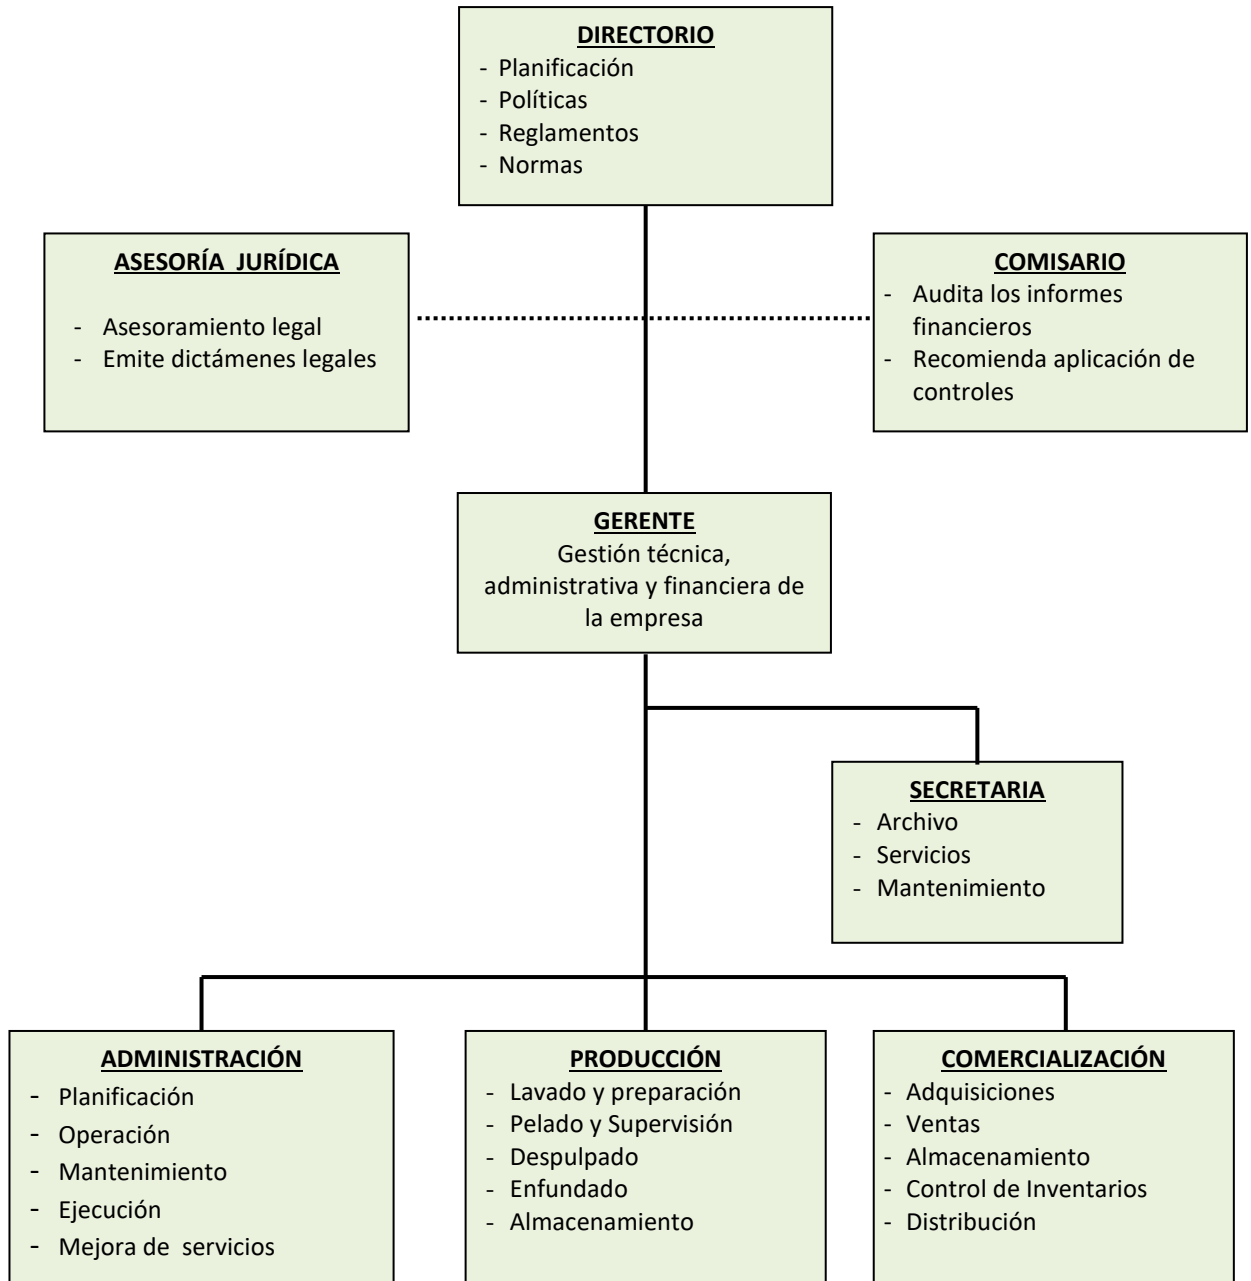 DIRECTORIO
- Planificación
- Políticas
- Reglamentos
- Normas
ASESORÍA  JURÍDICA
- Asesoramiento legal
- Emite dictámenes legales
COMISARIO
- Audita los informes
financieros
- Recomienda aplicación de
controles
GERENTE
Gestión técnica,
administrativa y financiera de
la empresa
SECRETARIA
- Archivo
- Servicios
- Mantenimiento
ADMINISTRACIÓN
- Planificación
- Operación
- Mantenimiento
- Ejecución
- Mejora de  servicios
PRODUCCIÓN
- Lavado y preparación
- Pelado y Supervisión
- Despulpado
- Enfundado
- Almacenamiento
COMERCIALIZACIÓN
- Adquisiciones
- Ventas
- Almacenamiento
- Control de Inventarios
- Distribución